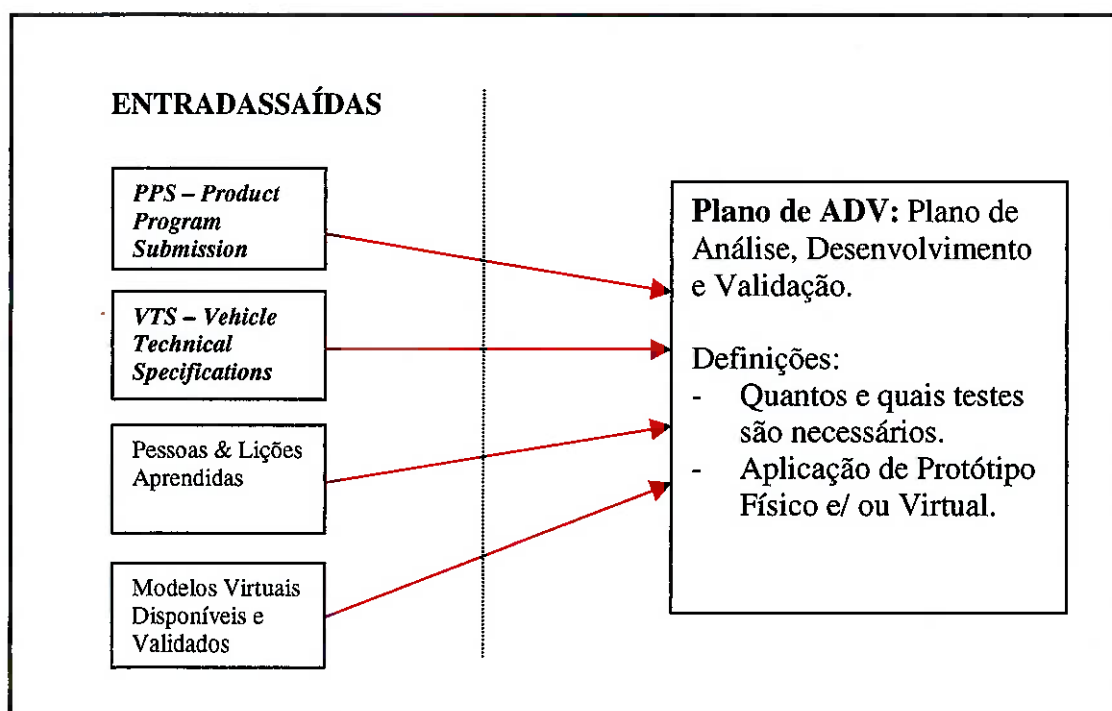 ENTRADASSAÍDAS
PPS – Product
Program
Submission
VTS – Vehicle
Technical
Specifications
Pessoas & Lições
Aprendidas
Modelos Virtuais
Disponíveis e
Validados
Plano de ADV: Plano de
Análise, Desenvolvimento
e Validação.
Definições:
- Quantos e quais testes
são necessários.
- Aplicação de Protótipo
Físico e/ ou Virtual.